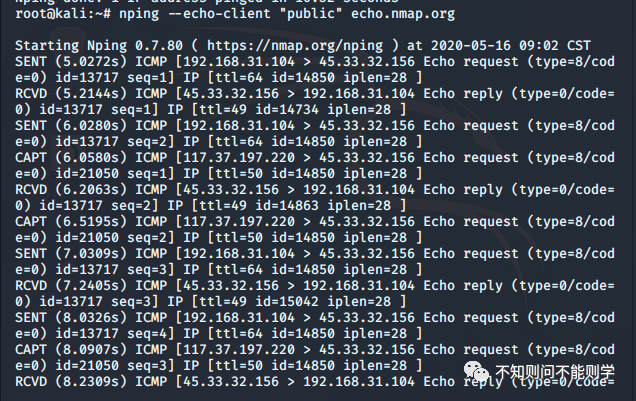 Nping done: 1 IP address pinged in 10.32 seconds
root@kali:~# nping --echo-client "public" echo.nmap.org
Starting Nping 0.7.80 ( https://nmap.org/nping ) at 2020-05-16 09:02 CST
SENT (5.0272s) ICMP [192.168.31.104 > 45.33.32.156 Echo request (type=8/cod
e=0) id=13717 seq=1] IP [ttl=64 id=14850 iplen=28 ]
RCVD (5.2144s) ICMP [45.33.32.156 > 192.168.31.104 Echo reply (type=0/code=
0) id=13717 seq=1] IP [ttl=49 id=14734 iplen=28 ]
SENT (6.0280s) ICMP [192.168.31.104 > 45.33.32.156 Echo request (type=8/cod
e=0) id=13717 seq=2] IP [ttl=64 id=14850 iplen=28 ]
CAPT (6.0580s) ICMP [117.37.197.220 > 45.33.32.156 Echo request (type=8/cod
e=0) id=21050 seq=1] IP [ttl=50 id=14850 iplen=28 ]
RCVD (6.2063s) ICMP [45.33.32.156 > 192.168.31.104 Echo reply (type=0/code=
0) id=13717 seq=2] IP [ttl=49 id=14863 iplen=28 ]
CAPT (6.5195s) ICMP [117.37.197.220 > 45.33.32.156 Echo request (type=8/cod
e=0) id=21050 seq=2] IP [ttl=50 id=14850 iplen=28 ]
SENT (7.0309s) ICMP [192.168.31.104 > 45.33.32.156 Echo request (type=8/cod
e=0) id=13717 seq=3] IP [ttl=64 id=14850 iplen=28 ]
RCVD (7.2405s) ICMP [45.33.32.156 > 192.168.31.104 Echo reply (type=0/code=
0) id=13717 seq=3] IP [ttl=49 id=15042 iplen=28 ]
SENT (8.0326s) ICMP [192.168.31.104 > 45.33.32.156 Echo request (type=8/cod
e=0) id=13717 seq=4] IP [ttl=64 id=14850 iplen=28 ]
CAPT (8.0907s) ICMP [117.37.197.220 > 45.33.32.156 Echo request (type=8/cod
e=0) id=21050 seq=3] IP [ttl=50 id=14850 iplen=28 ]
RCVD (8.2309s) ICMP [45.33.32.156 > 192.168.31.104 Echo reply (type=0/code=
不知则问不能则学